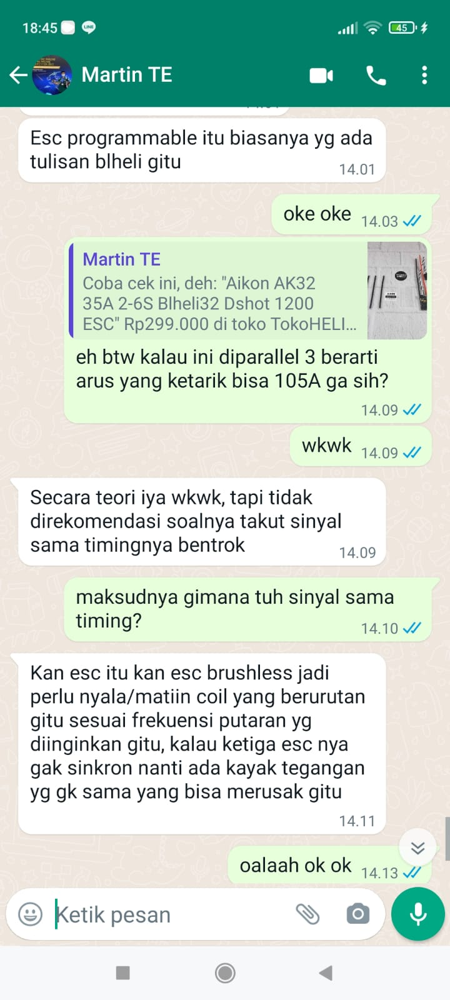 18:45
LINE
45
Martin TE
Esc programmable itu biasanya yg ada
tulisan blheli gitu
14.01
oke oke
14.03
Martin TE
Coba cek ini, deh: "Aikon AK32
35A 2-6S Blheli32 Dshot 1200
ESC" Rp299.000 di toko TokoHELI...
eh btw kalau ini diparallel 3 berarti
arus yang ketarik bisa 105A ga sih?
14.09
wkwk
14.09
Secara teori iya wkwk, tapi tidak
direkomendasi soalnya takut sinyal
sama timingnya bentrok
14.09
maksudnya gimana tuh sinyal sama
timing?
14.10
Kan esc itu kan esc brushless jadi
perlu nyala/matiin coil yang berurutan
gitu sesuai frekuensi putaran yg
diinginkan gitu, kalau ketiga esc nya
gak sinkron nanti ada kayak tegangan
yg gk sama yang bisa merusak gitu
14.11
oalaah ok ok
14.13
Ketik pesan